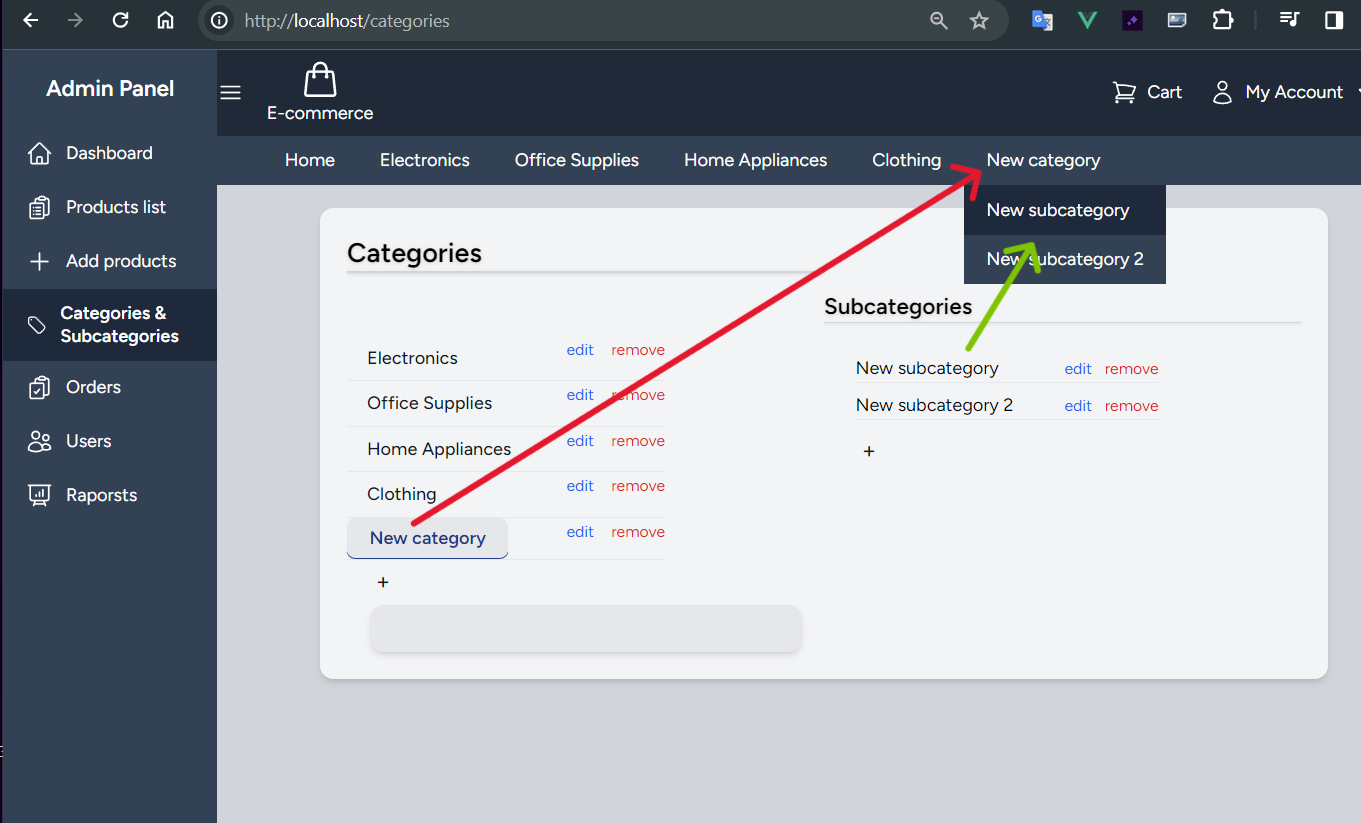 http://localhost/categories
Admin Panel
E-commerce
Cart
My Account
Dashboard
Products list
Add products
Categories &
Subcategories
Orders
Users
Raporsts
Home
Electronics
Office Supplies
Home Appliances
Clothing
New category
New subcategory
New subcategory 2
Categories
Electronics edit remove
Office Supplies edit remove
Home Appliances edit remove
Clothing edit remove
New category edit remove
+
Subcategories
New subcategory edit remove
New subcategory 2 edit remove
+